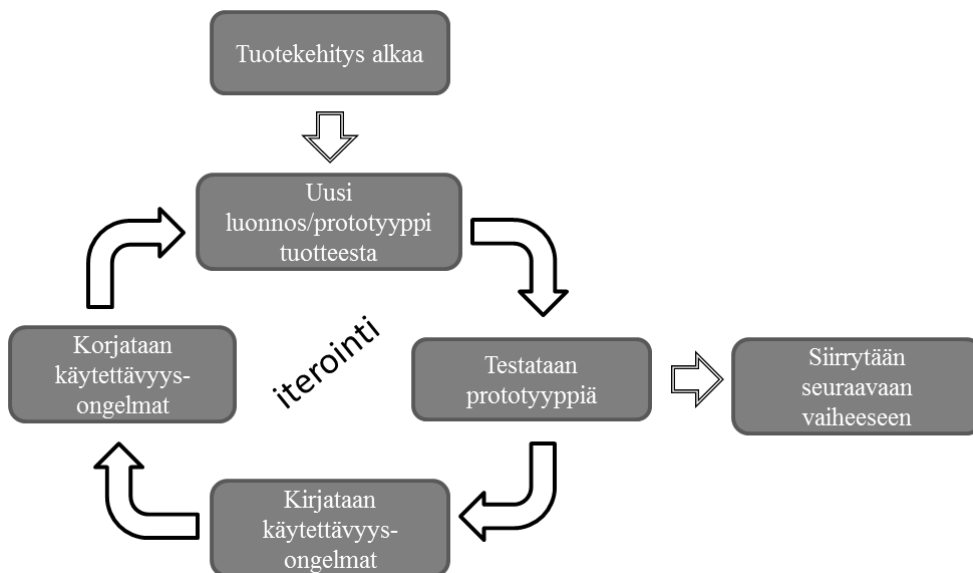 Tuotekehitys alkaa
Uusi
luonnos/prototyyppi
tuotteesta
Korjataan
käytettävyys-
ongelmat
iterointi
Testataan
prototyyppiä
Siirrytään
seuraavaan
vaiheeseen
Kirjataan
käytettävyys-
ongelmat